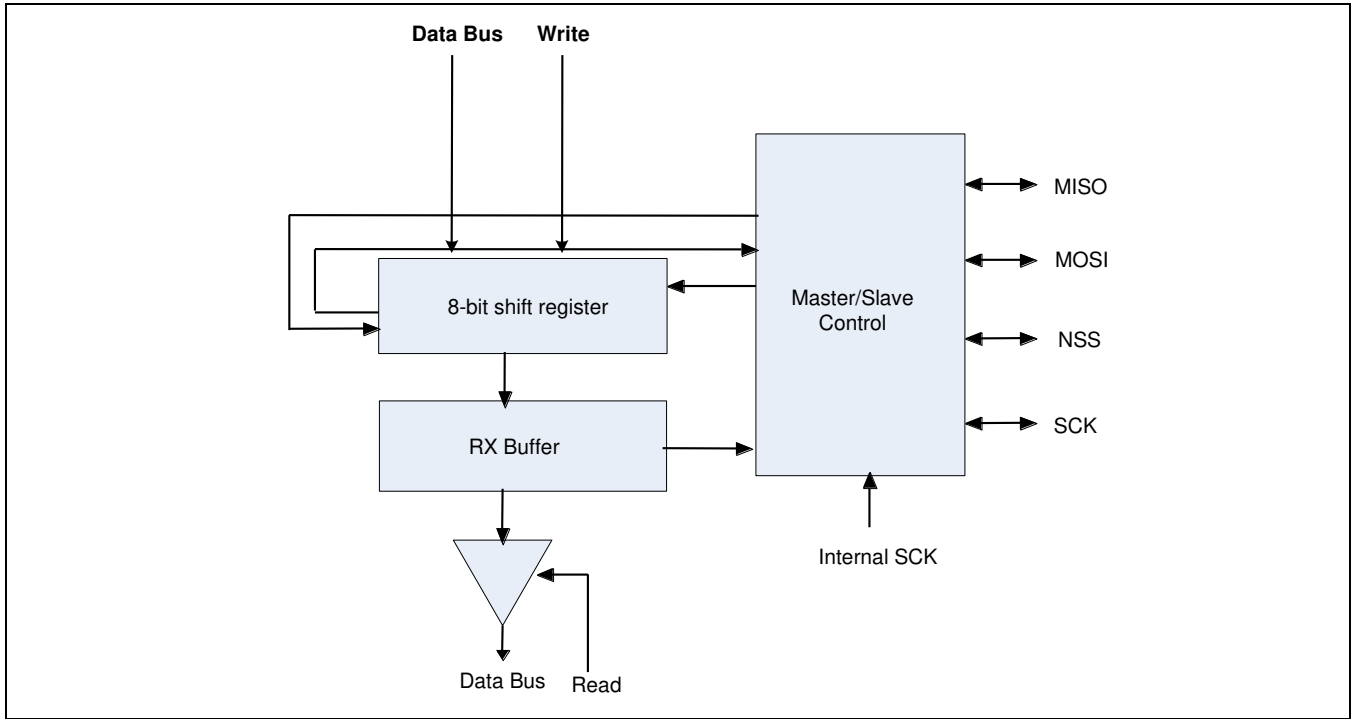 Data Bus
Write
MISO
MOSI
8-bit shift register
Master/Slave
Control
NSS
SCK
RX Buffer
Internal SCK
Data Bus
Read